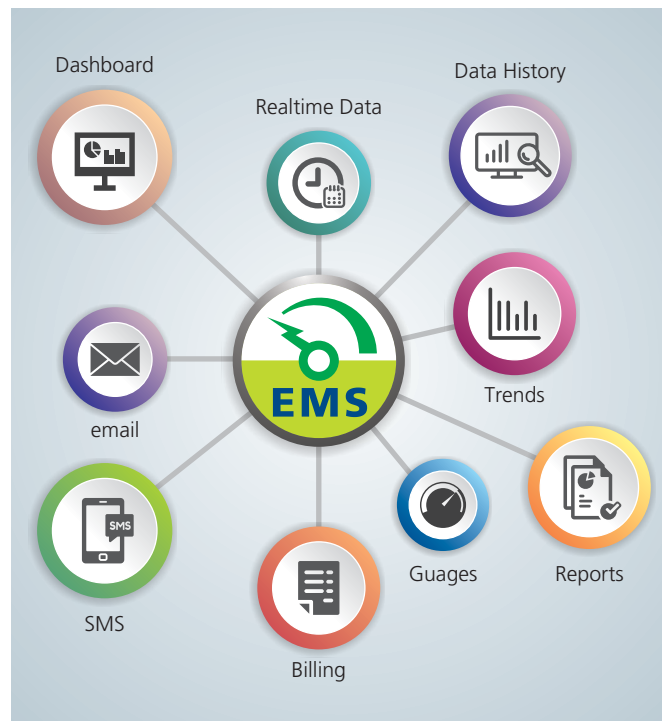 Dashboard
Data History
Realtime Data
EMS
Trends
email
SMS
SMS
Guages
Reports
Billing